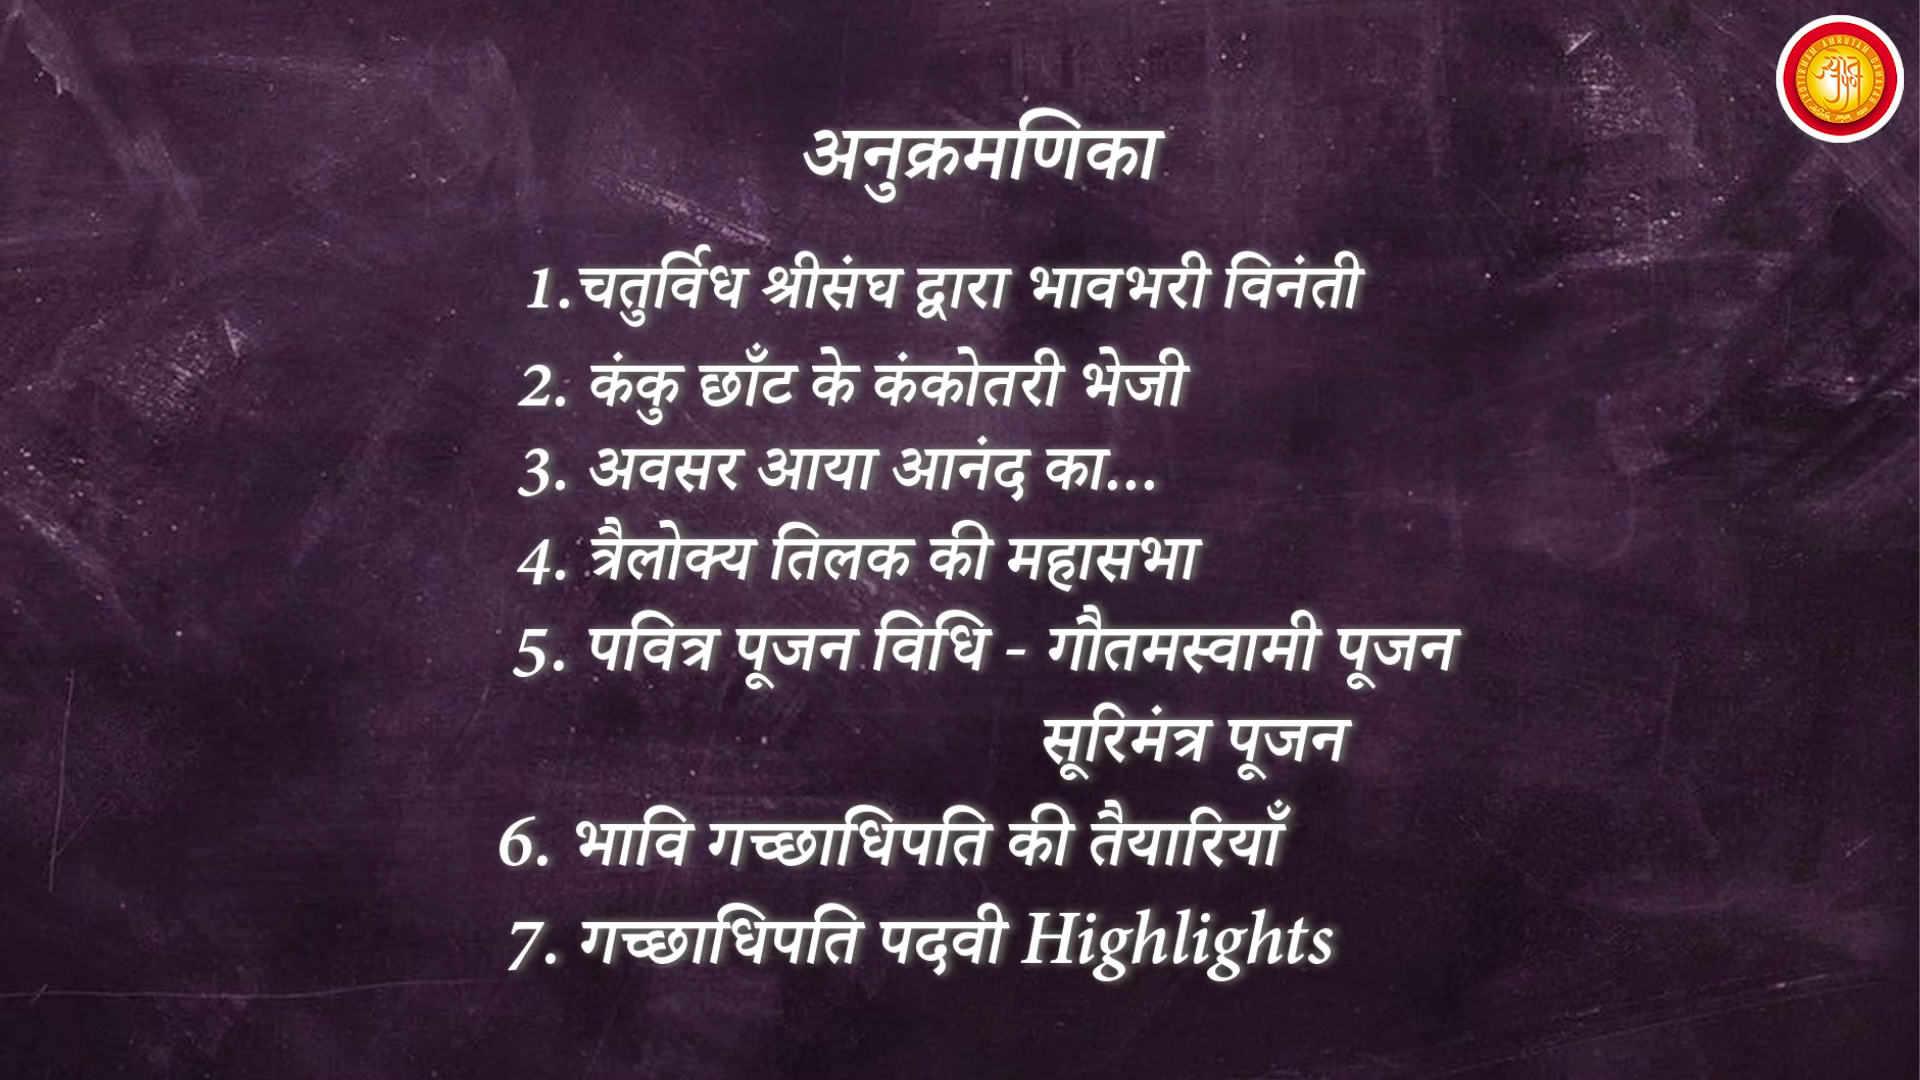 अनुक्रमणिका
1.चतुर्विध श्रीसंघ द्वारा भावभरी विनंती
2. कंकु छाँट के कंकोतरी भेजी
3. अवसर आया आनंद का...
4. त्रैलोक्य तिलक की महासभा
5. पवित्र पूजन विधि - गौतमस्वामी पूजन
सूरिमंत्र पूजन
6. भावि गच्छाधिपति की तैयारियाँ
7. गच्छाधिपति पदवी Highlights